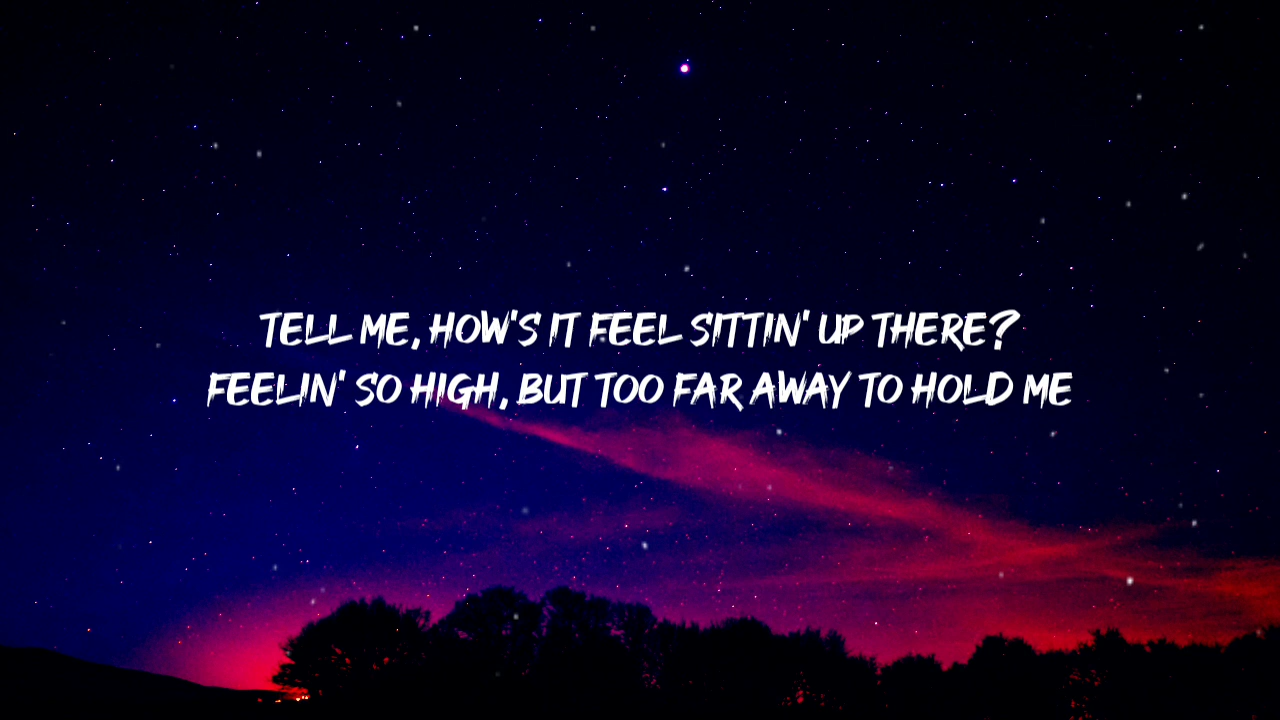 TELL ME, HOW'S IT FEEL SITTIN' UP THERE?
FEELIN' SO HIGH, BUT TOO FAR AWAY TO HOLD ME